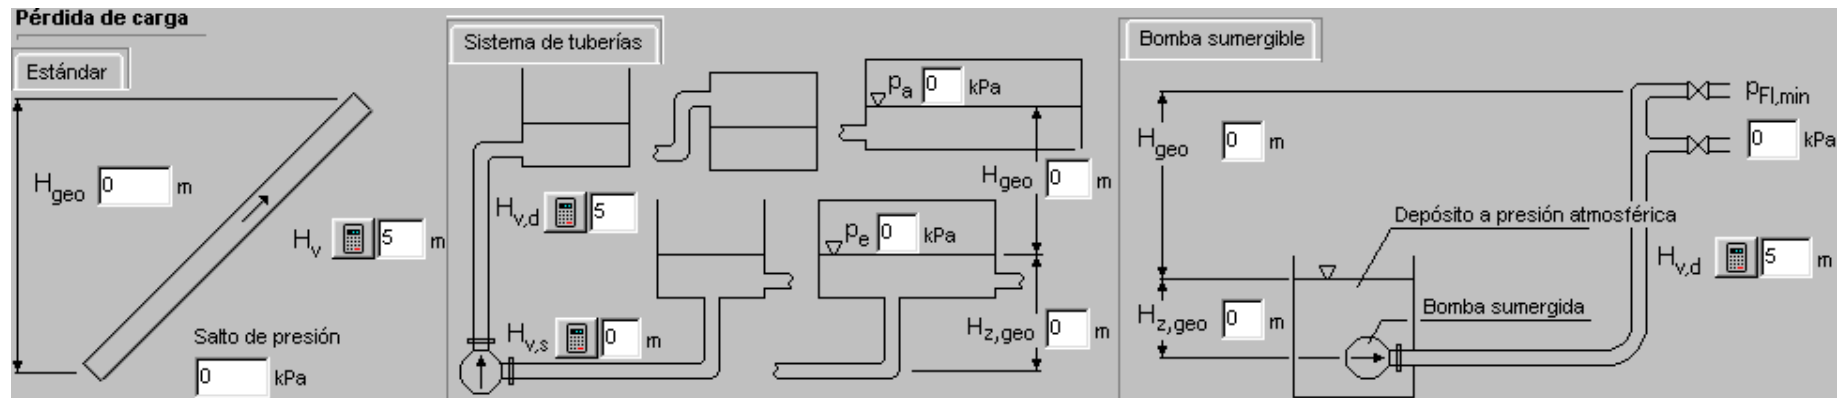 Pérdida de carga
Estándar
Hgeo 0 m
Hv 5 m
Salto de presión
0 kPa
Sistema de tuberías
pa 0 kPa
Hgeo 0 m
Hv,d 5
pe 0 kPa
Hv,s 0 m
Hz,geo 0 m
Bomba sumergible
pFl,min
0 kPa
Hgeo 0 m
Depósito a presión atmosférica
Hv,d 5 m
Hz,geo 0 m
Bomba sumergida